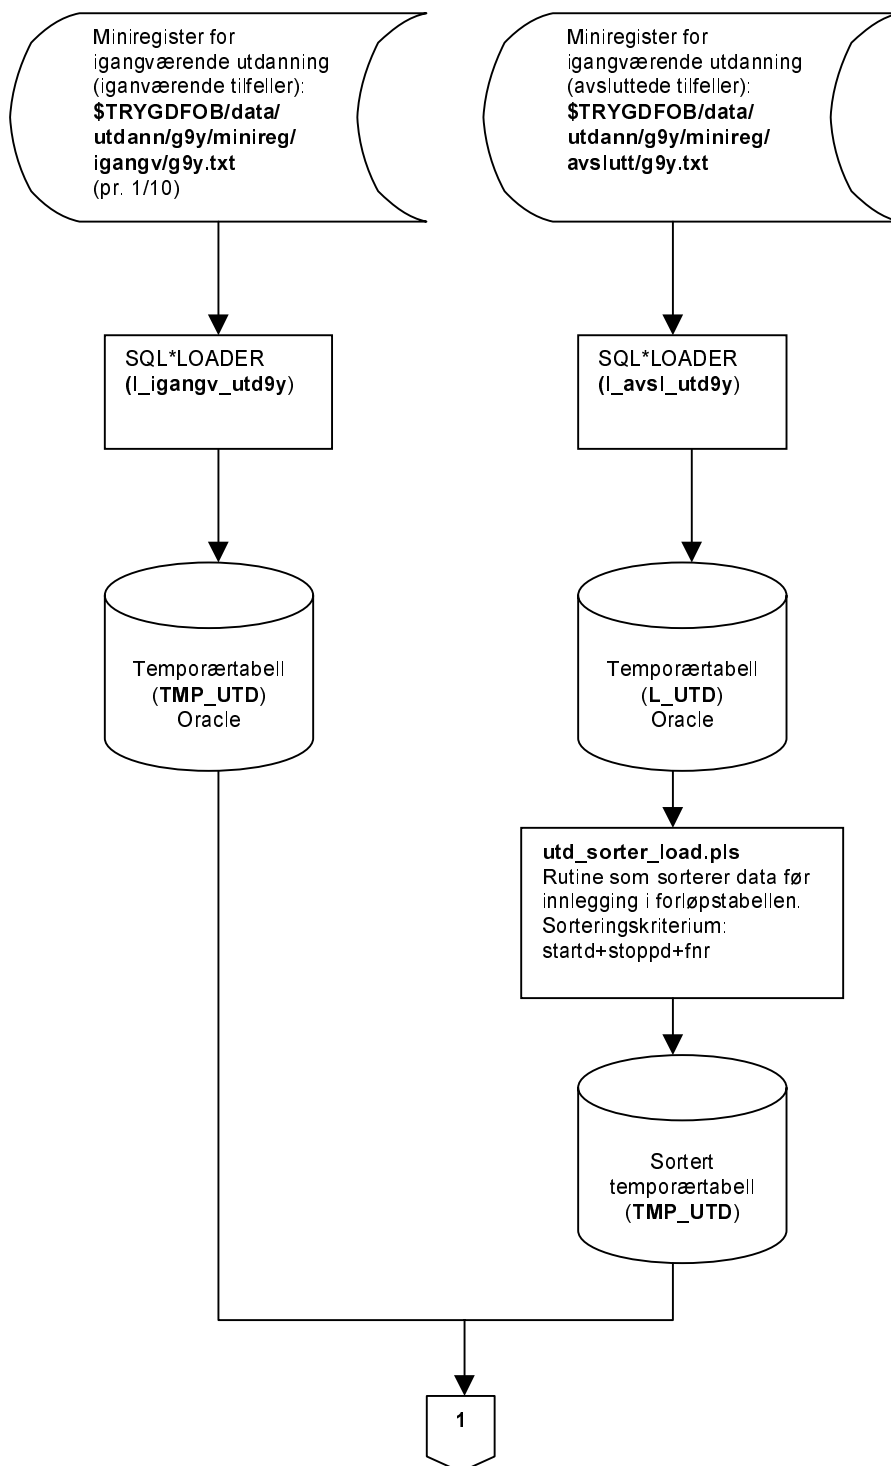 Miniregister for
igangværende utdanning
(iganværende tilfeller):
$TRYGDFOB/data/
utdann/g9y/minireg/
igangv/g9y.txt
(pr. 1/10)
Miniregister for
igangværende utdanning
(avsluttede tilfeller):
$TRYGDFOB/data/
utdann/g9y/minireg/
avslutt/g9y.txt
SQL*LOADER
(l_igangv_utd9y)
SQL*LOADER
(l_avsl_utd9y)
Temporærtabell
(TMP_UTD)
Oracle
Temporærtabell
(L_UTD)
Oracle
utd_sorter_load.pls
Rutine som sorterer data før
innlegging i forløpstabellen.
Sorteringskriterium:
startd+stoppd+fnr
Sortert
temporærtabell
(TMP_UTD)
1